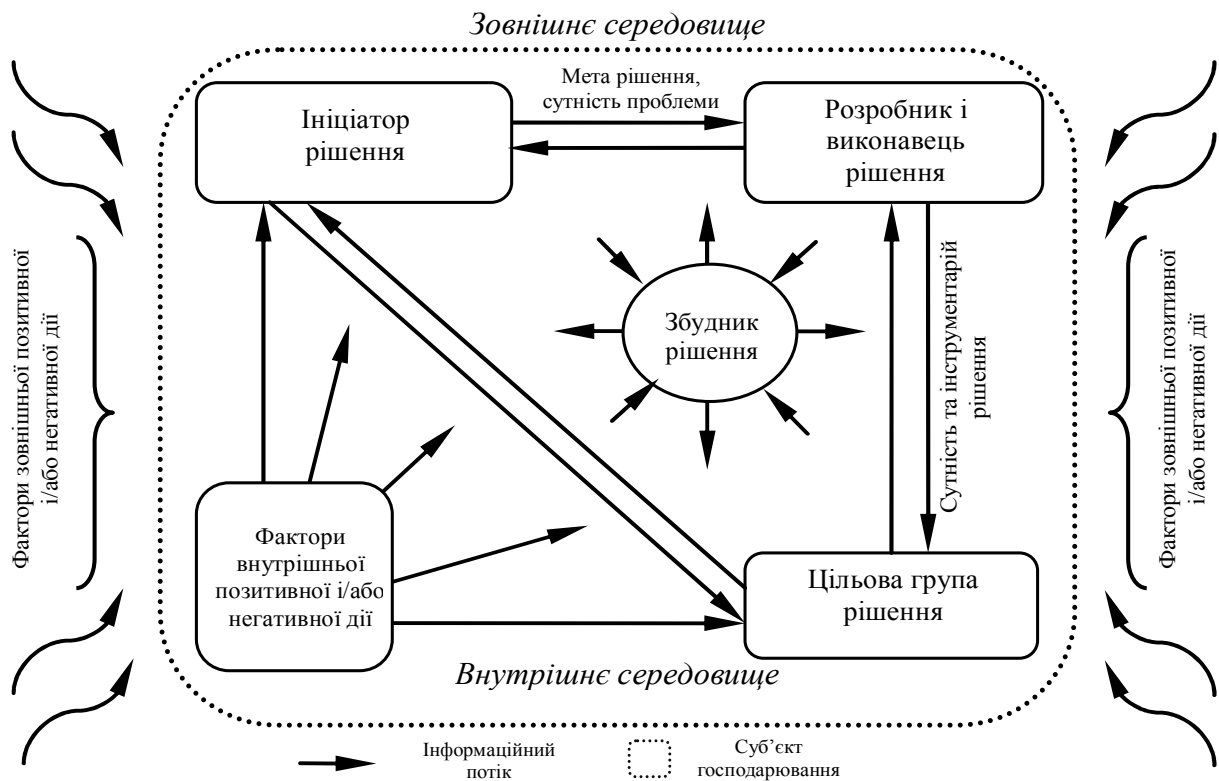 Зовнішнє середовище
Мета рішення,
сутність проблеми
Ініціатор
рішення
Розробник і
виконавець
рішення
Фактори зовнішньої позитивної
і/або негативної дії
Збудник
рішення
Сутність та інструментарій
рішення
Фактори зовнішньої позитивної
і/або негативної дії
Фактори
внутрішньої
позитивної і/або
негативної дії
Цільова група
рішення
Внутрішнє середовище
Інформаційний
потік
Суб’єкт
господарювання